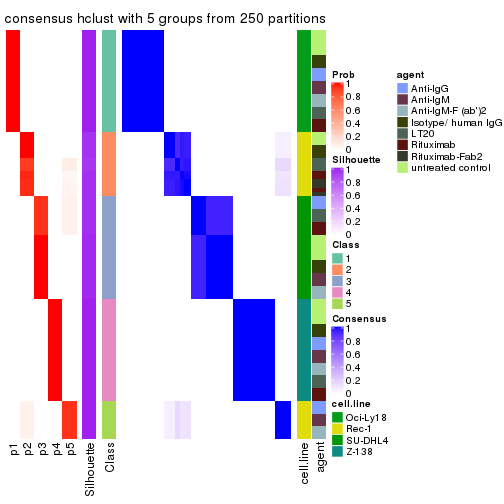 consensus hclust with 5 groups from 250 partitions
p1
p2
p3
p4
p5
Silhouette
Class
cell.line
agent
Prob
1
0.8
0.6
0.4
0.2
0
Silhouette
1
0.8
0.6
0.4
0.2
0
Class
1
2
3
4
5
Consensus
1
0.8
0.6
0.4
0.2
0
cell.line
Oci-Ly18
Rec-1
SU-DHL4
Z-138
agent
Anti-IgG
Anti-IgM
Anti-IgM-F (ab')2
Isotype/ human IgG
LT20
Rituximab
Rituximab-Fab2
untreated control